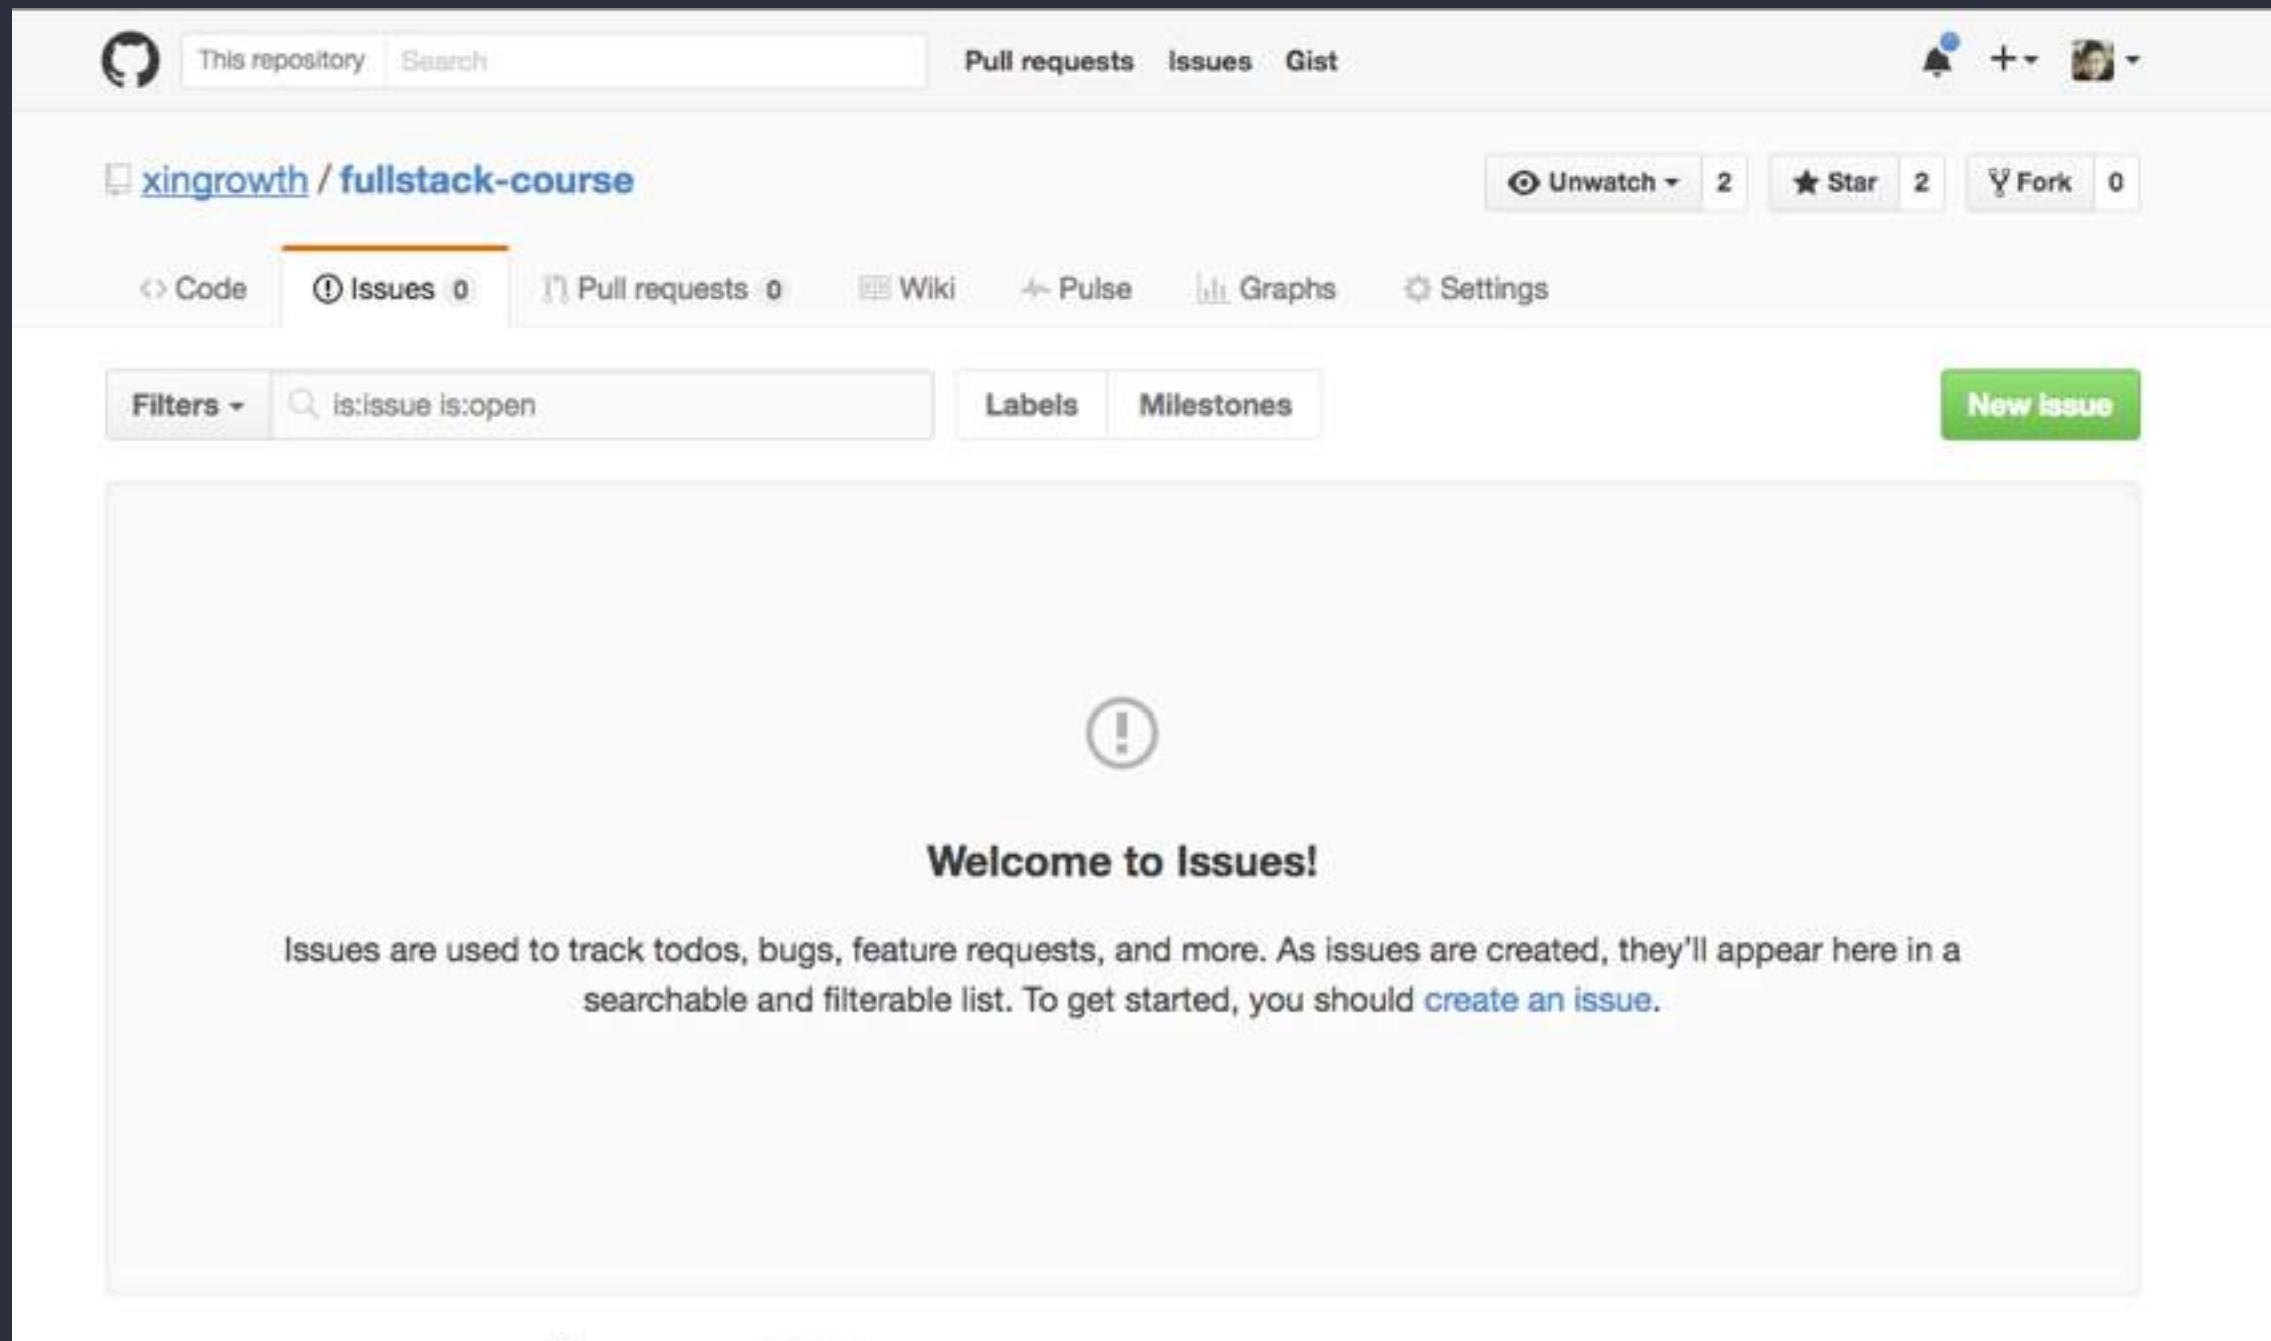 This repository Search Pull requests Issues Gist
xingrowth / fullstack-course Unwatch 2 Star 2 Fork 0
Code Issues 0 Pull requests 0 Wiki Pulse Graphs Settings
Filters is:issue is:open Labels Milestones New issue
Welcome to Issues!
Issues are used to track todos, bugs, feature requests, and more. As issues are created, they'll appear here in a
searchable and filterable list. To get started, you should create an issue.